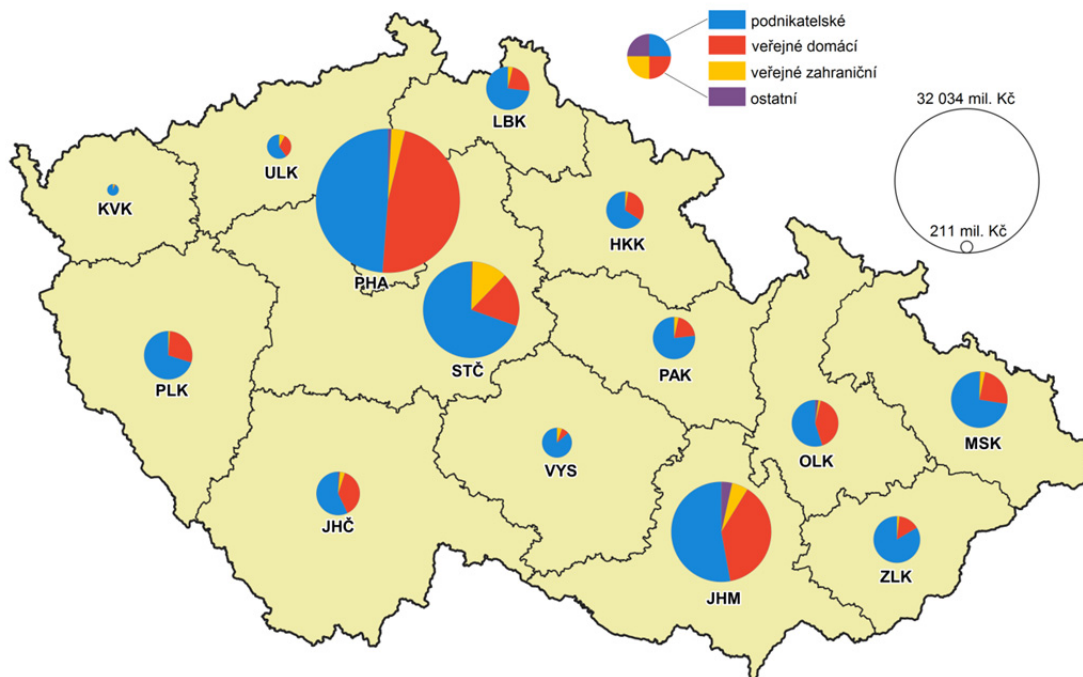 podnikatelské
veřejné domácí
veřejné zahraniční
ostatní
32 034 mil. Kč
211 mil. Kč
LBK
ULK
KVK
HKK
PHA
STČ
PAK
PLK
MSK
OLK
VYS
JHČ
ZLK
JHM